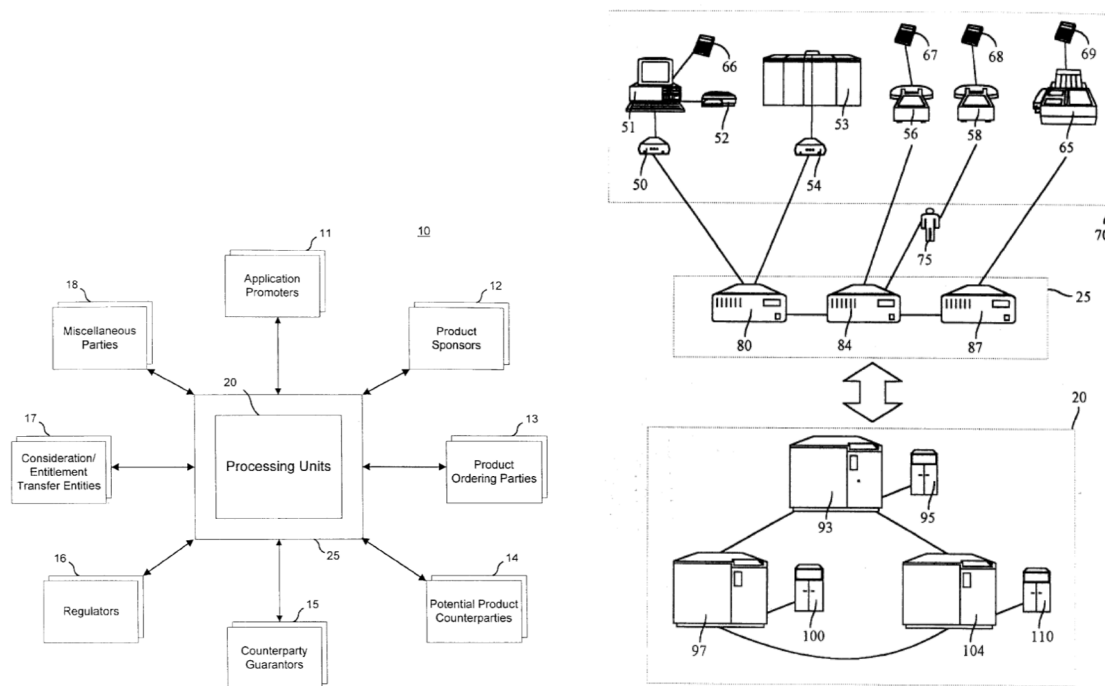 10
11
Application
Promoters
18
Miscellaneous
Parties
12
Product
Sponsors
20
Processing Units
17
Consideration/
Entitlement
Transfer Entities
13
Product
Ordering Parties
25
16
Regulators
15
Counterparty
Guarantors
14
Potential Product
Counterparties
66
67
68
69
51
52
53
56
58
65
50
54
70
75
25
80
84
87
20
93
95
97
100
104
110